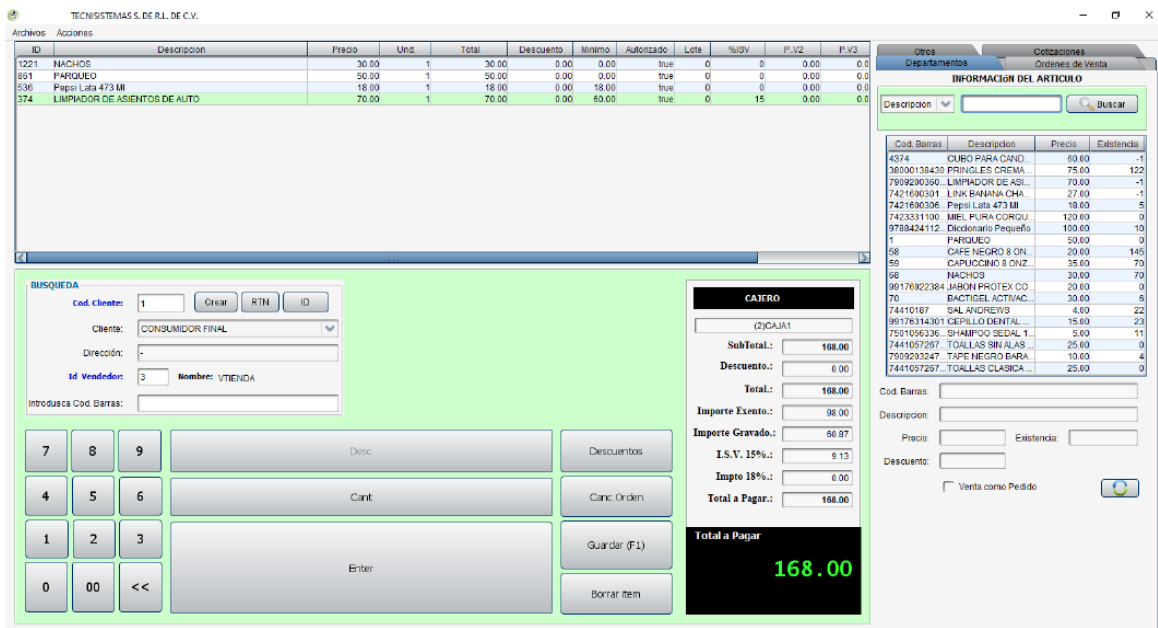 TECNISISTEMAS S. DE R.L. DE C.V.
Archivos Acciones
ID Descripcion Precio Und. Total Descuento Minimo Autorizado Lote %ISV P.V2 P.V3
1221 NACHOS 30.00 1 30.00 0.00 0.00 true 0 0 0.00 0.0
861 PARQUEO 50.00 1 50.00 0.00 0.00 true 0 0 0.00 0.0
536 Pepsi Lata 473 Ml 18.00 1 18.00 0.00 18.00 true 0 0 0.00 0.0
374 LIMPIADOR DE ASIENTOS DE AUTO 70.00 1 70.00 0.00 60.00 true 0 15 0.00 0.0
BUSQUEDA
Cod. Cliente: 1 Crear RTN ID
Cliente: CONSUMIDOR FINAL
Dirección: -
Id Vendedor: 3 Nombre: VTIENDA
Introdusca Cod. Barras:
7 8 9 Desc Descuentos
4 5 6 Cant Canc Orden
1 2 3 Enter Guardar (F1)
0 00 << Borrar Item
CAJERO
(2)CAJA1
SubTotal.: 168.00
Descuento.: 0.00
Total.: 168.00
Importe Exento.: 98.00
Importe Gravado.: 60.87
I.S.V. 15%.: 9.13
Impto 18%.: 0.00
Total a Pagar.: 168.00
Total a Pagar
168.00
Otros Cotizaciones
Departamentos Ordenes de Venta
INFORMACIóN DEL ARTICULO
Descripcion Buscar
Cod. Barras Descripcion Precio Existencia
4374 CUBO PARA CAND... 60.00 -1
38000138430 PRINGLES CREMA... 75.00 122
7909200360... LIMPIADOR DE ASI... 70.00 -1
7421600301... LINK BANANA CHA... 27.00 -1
7421600306... Pepsi Lata 473 Ml 18.00 5
7423331100... MIEL PURA CORQU... 120.00 0
9788424112... Diccionario Pequeño 100.00 10
1 PARQUEO 50.00 0
58 CAFE NEGRO 8 ON... 20.00 145
59 CAPUCCINO 8 ONZ... 35.00 70
68 NACHOS 30.00 70
99176922384 JABON PROTEX CO... 20.00 0
70 BACTIGEL ACTIVAC... 30.00 6
74410187 SAL ANDREWS 4.00 22
99176314301 CEPILLO DENTAL ... 15.00 23
7501056336... SHAMPOO SEDAL 1... 5.00 11
7441057267... TOALLAS SIN ALAS ... 25.00 0
7909203247... TAPE NEGRO BARA... 10.00 4
7441057267... TOALLAS CLASICA ... 25.00 0
Cod. Barras:
Descripcion:
Precio: Existencia:
Descuento:
Venta como Pedido